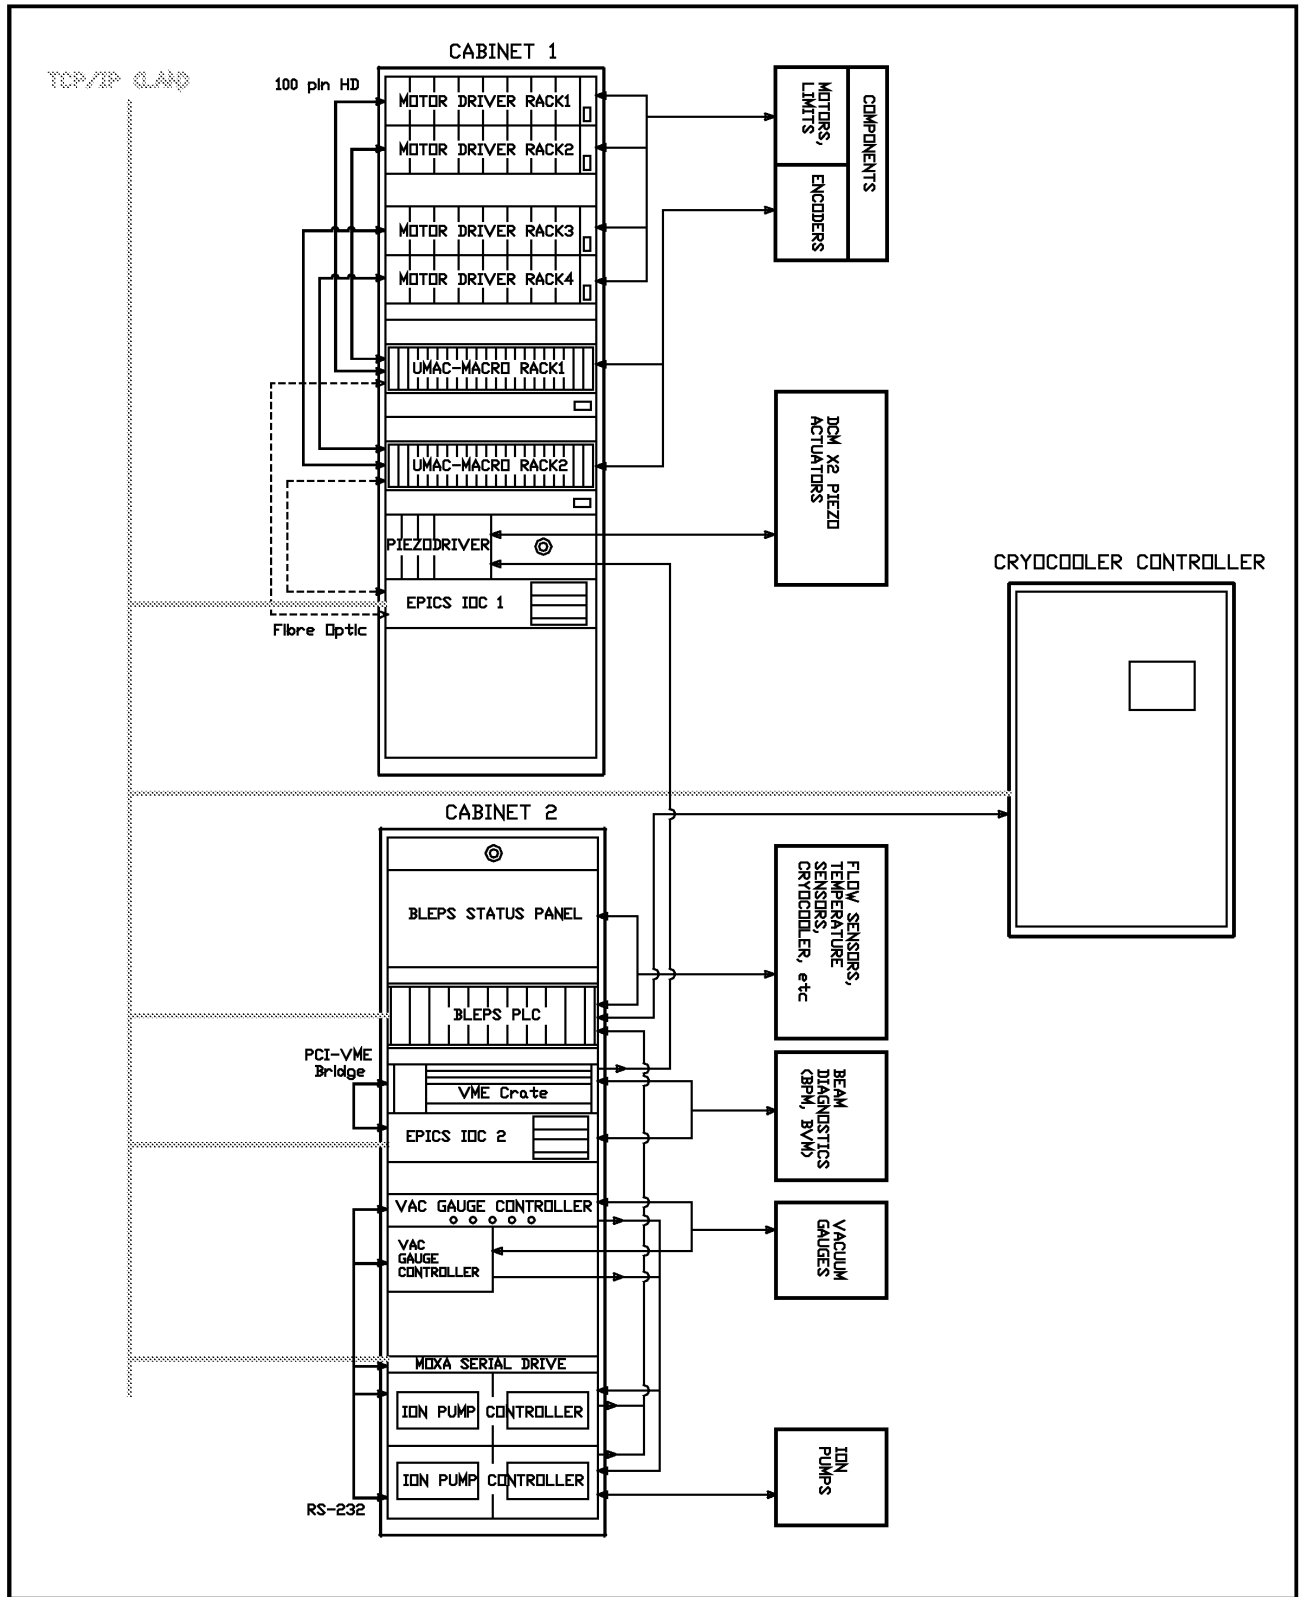 CABINET 1
TCP/IP (LAN)
100 pin HD
MOTOR DRIVER RACK1
MOTOR DRIVER RACK2
MOTOR DRIVER RACK3
MOTOR DRIVER RACK4
UMAC-MACRO RACK1
UMAC-MACRO RACK2
PIEZODRIVER
EPICS IOC 1
Fibre Optic
COMPONENTS
MOTORS,
LIMITS
ENCODERS
DCM X2 PIEZO
ACTUATORS
CRYOCOOLER CONTROLLER
CABINET 2
BLEPS STATUS PANEL
BLEPS PLC
PCI-VME
Bridge
VME Crate
EPICS IOC 2
VAC GAUGE CONTROLLER
VAC
GAUGE
CONTROLLER
MOXA SERIAL DRIVE
ION PUMP CONTROLLER
ION PUMP CONTROLLER
RS-232
FLOW SENSORS,
TEMPERATURE
SENSORS,
CRYOCOOLER, etc
BEAM
DIAGNOSTICS
(BPM, BVM)
VACUUM
GAUGES
ION
PUMPS